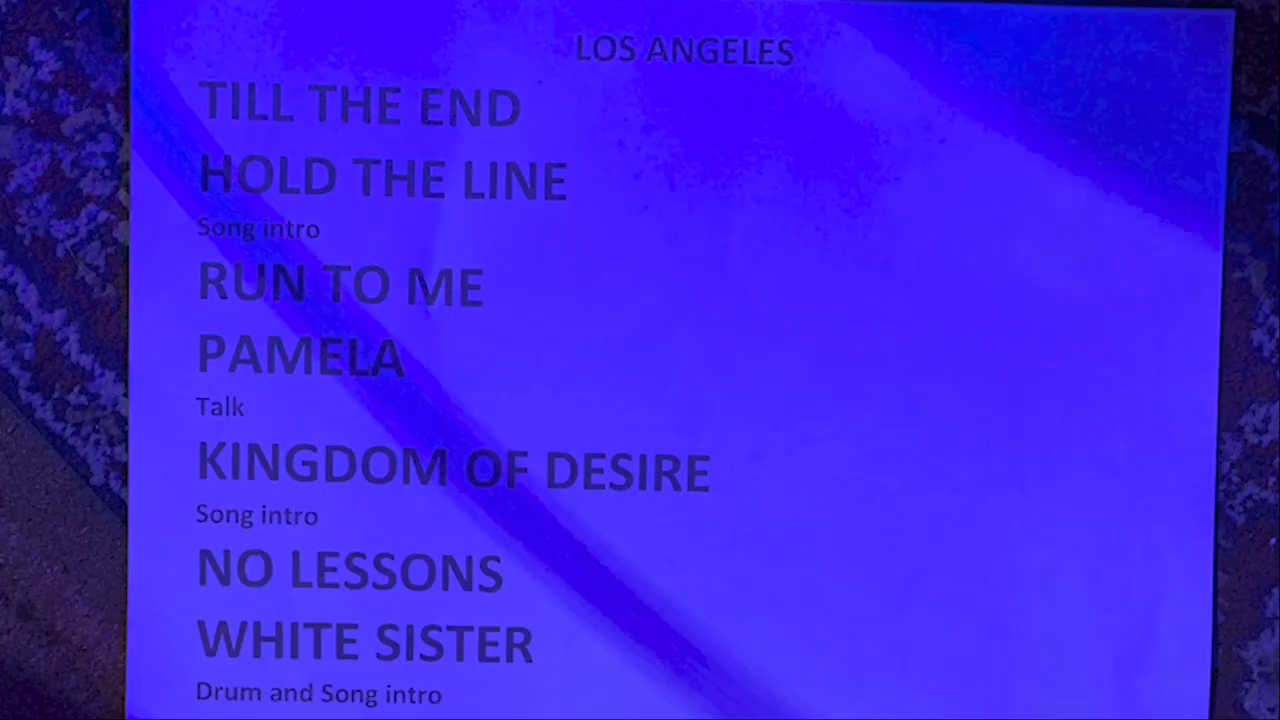 LOS ANGELES
TILL THE END
HOLD THE LINE
Song intro
RUN TO ME
PAMELA
Talk
KINGDOM OF DESIRE
Song intro
NO LESSONS
WHITE SISTER
Drum and Song intro